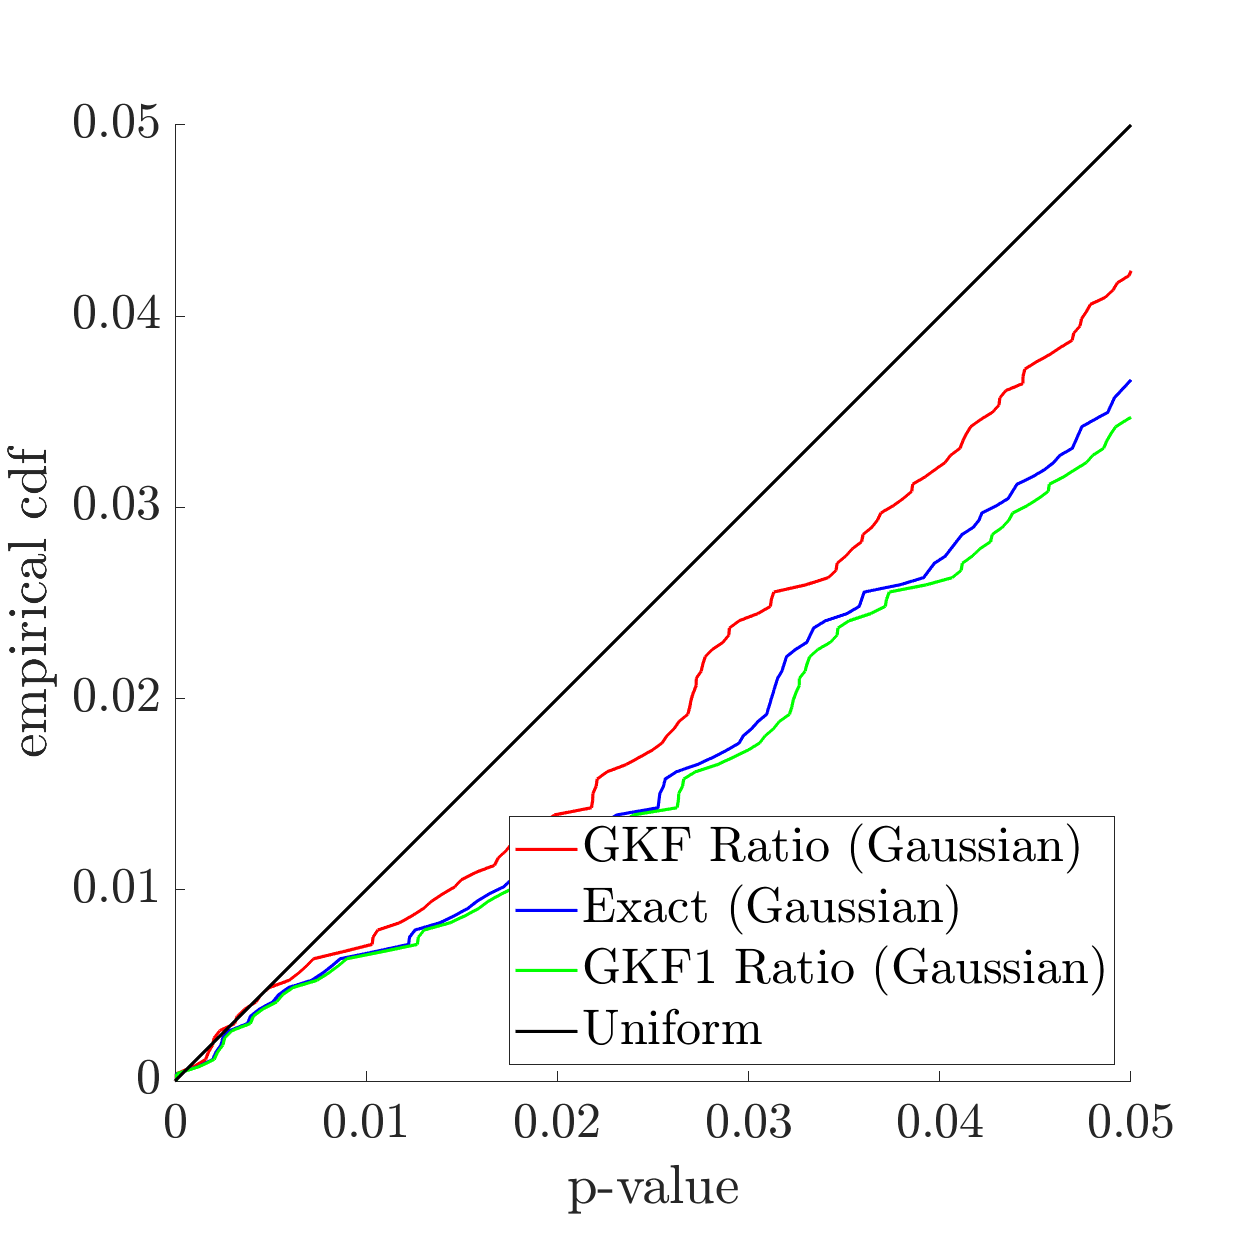 0.05
0.04
0.03
0.02
0.01
0
empirical cdf
GKF Ratio (Gaussian)
Exact (Gaussian)
GKF1 Ratio (Gaussian)
Uniform
0 0.01 0.02 0.03 0.04 0.05
p-value